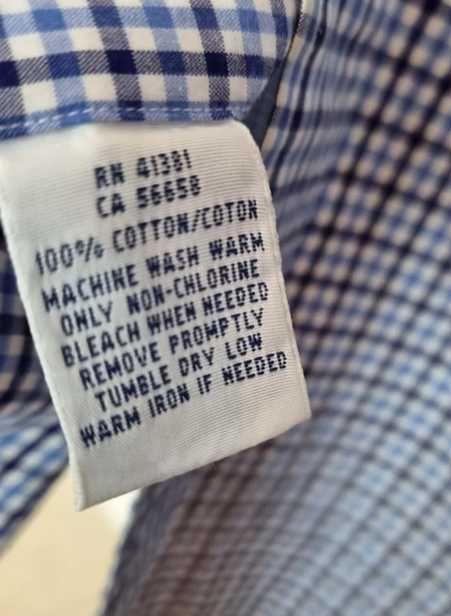 RN 41381
CA 56658
100% COTTON/COTON
MACHINE WASH WARM
ONLY NON-CHLORINE
BLEACH WHEN NEEDED
REMOVE PROMPTLY
TUMBLE DRY LOW
WARM IRON IF NEEDED